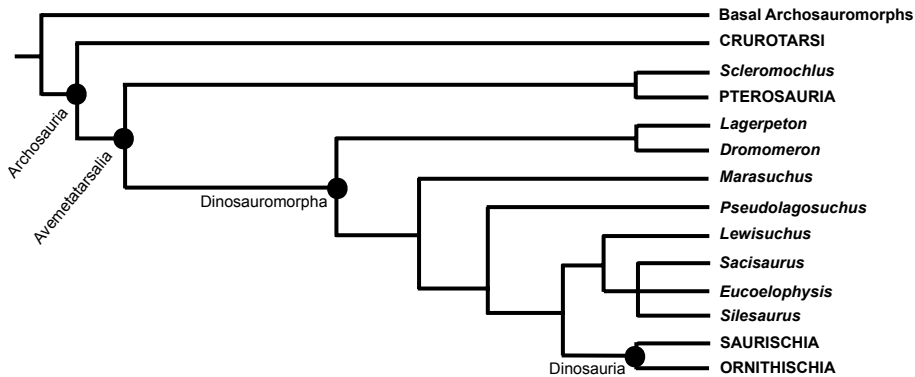 Basal Archosauromorphs
CRUROTARSI
Scleromochlus
PTEROSAURIA
Lagerpeton
Dromomeron
Marasuchus
Pseudolagosuchus
Lewisuchus
Sacisaurus
Eucoelophysis
Silesaurus
SAURISCHIA
ORNITHISCHIA
Archosauria
Avemetatarsalia
Dinosauromorpha
Dinosauria